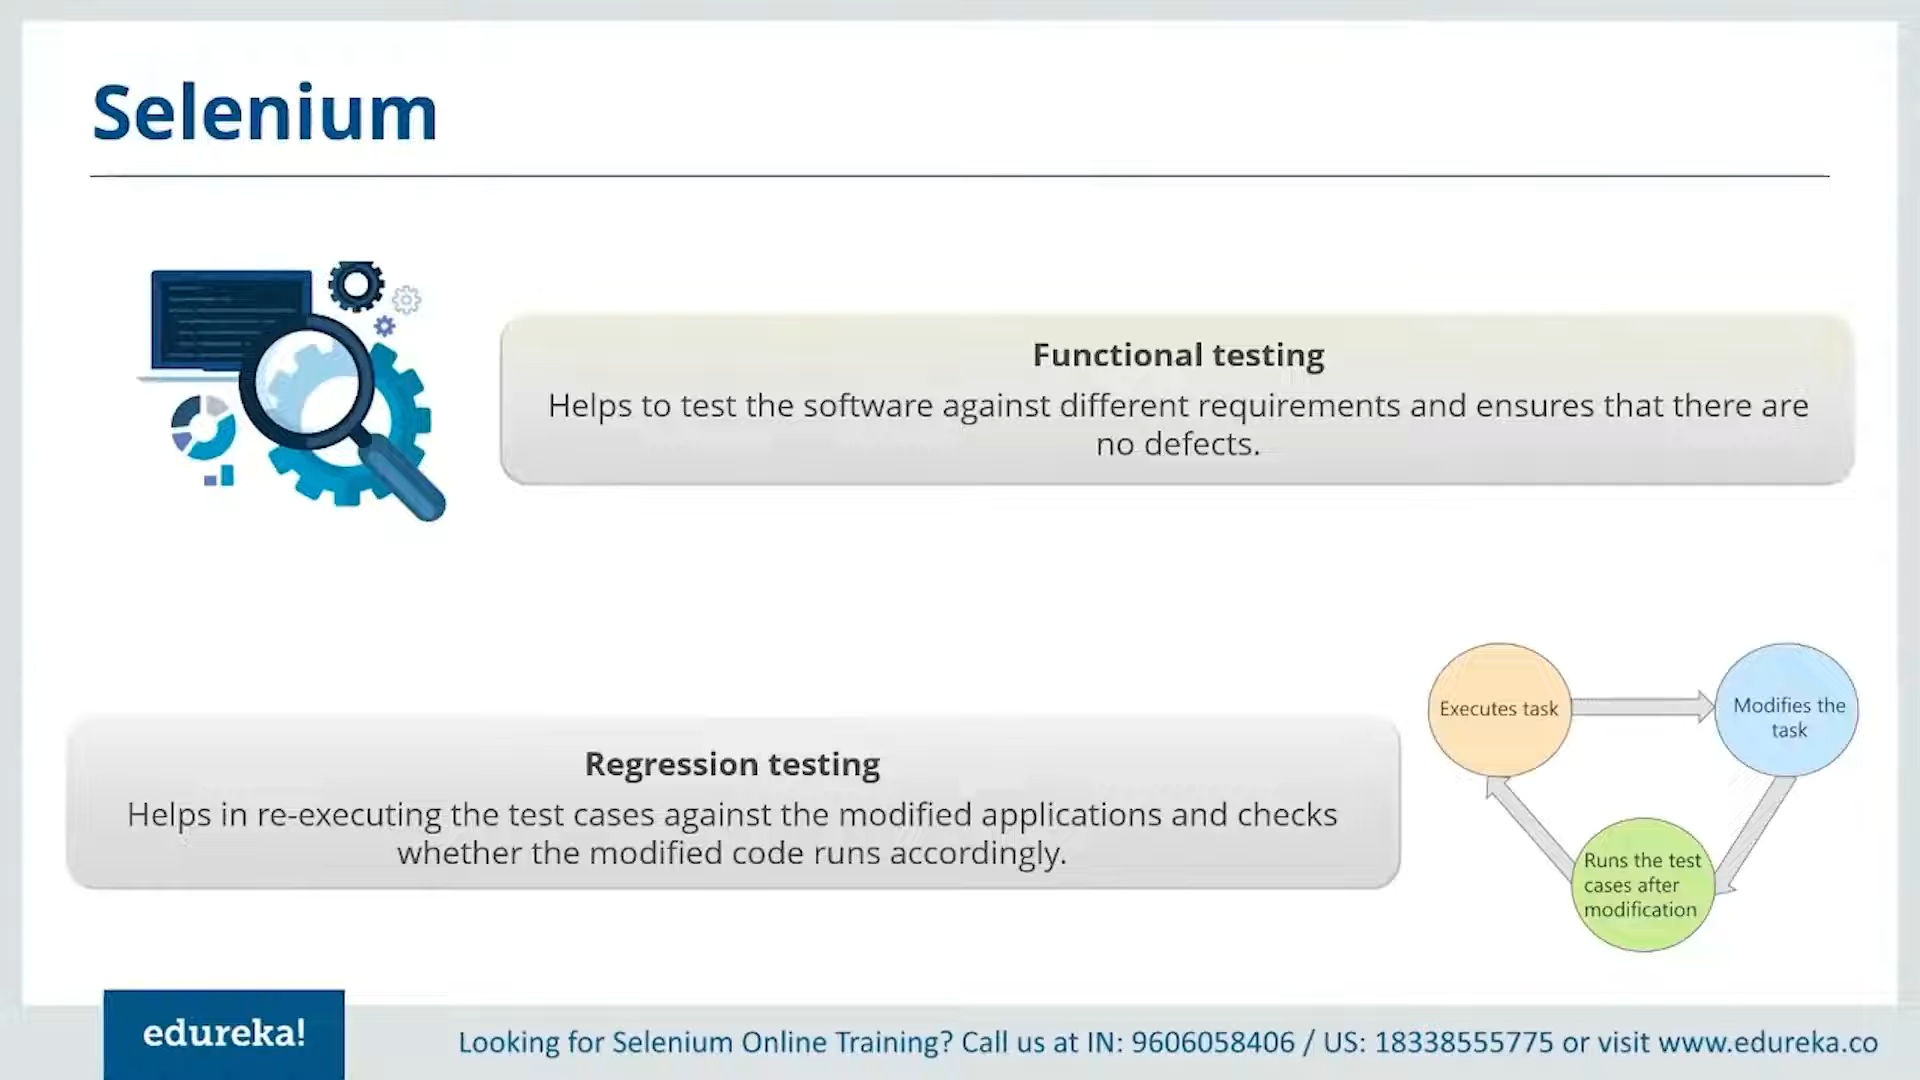 Selenium
Functional testing
Helps to test the software against different requirements and ensures that there are
no defects.
Regression testing
Helps in re-executing the test cases against the modified applications and checks
whether the modified code runs accordingly.
Executes task
Modifies the
task
Runs the test
cases after
modification
edureka!
Looking for Selenium Online Training? Call us at IN: 9606058406 / US: 18338555775 or visit www.edureka.co